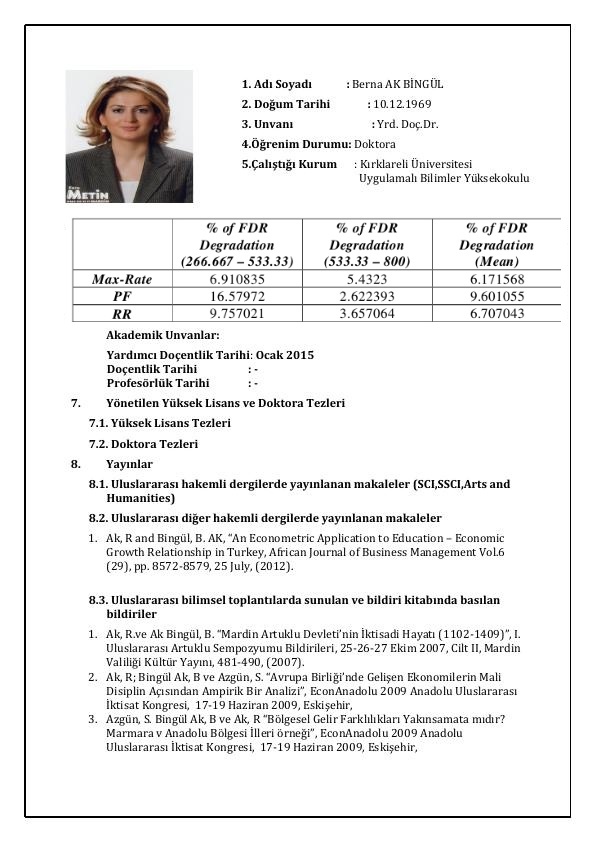 1. Adı Soyadı : Berna AK BİNGÜL
2. Doğum Tarihi : 10.12.1969
3. Unvanı : Yrd. Doç.Dr.
4.Öğrenim Durumu: Doktora
5.Çalıştığı Kurum : Kırklareli Üniversitesi
Uygulamalı Bilimler Yüksekokulu
METİN
% of FDR Degradation (266.667 – 533.33) % of FDR Degradation (533.33 – 800) % of FDR Degradation (Mean)
Max-Rate 6.910835 5.4323 6.171568
PF 16.57972 2.622393 9.601055
RR 9.757021 3.657064 6.707043
Akademik Unvanlar:
Yardımcı Doçentlik Tarihi: Ocak 2015
Doçentlik Tarihi : -
Profesörlük Tarihi : -
7. Yönetilen Yüksek Lisans ve Doktora Tezleri
7.1. Yüksek Lisans Tezleri
7.2. Doktora Tezleri
8. Yayınlar
8.1. Uluslararası hakemli dergilerde yayınlanan makaleler (SCI,SSCI,Arts and
Humanities)
8.2. Uluslararası diğer hakemli dergilerde yayınlanan makaleler
1. Ak, R and Bingül, B. AK, “An Econometric Application to Education – Economic
Growth Relationship in Turkey, African Journal of Business Management Vol.6
(29), pp. 8572-8579, 25 July, (2012).
8.3. Uluslararası bilimsel toplantılarda sunulan ve bildiri kitabında basılan
bildiriler
1. Ak, R.ve Ak Bingül, B. “Mardin Artuklu Devleti’nin İktisadi Hayatı (1102-1409)”, I.
Uluslararası Artuklu Sempozyumu Bildirileri, 25-26-27 Ekim 2007, Cilt II, Mardin
Valiliği Kültür Yayını, 481-490, (2007).
2. Ak, R; Bingül Ak, B ve Azgün, S. “Avrupa Birliği’nde Gelişen Ekonomilerin Mali
Disiplin Açısından Ampirik Bir Analizi”, EconAnadolu 2009 Anadolu Uluslararası
İktisat Kongresi, 17-19 Haziran 2009, Eskişehir,
3. Azgün, S. Bingül Ak, B ve Ak, R “Bölgesel Gelir Farklılıkları Yakınsamata mıdır?
Marmara v Anadolu Bölgesi İlleri örneği”, EconAnadolu 2009 Anadolu
Uluslararası İktisat Kongresi, 17-19 Haziran 2009, Eskişehir,